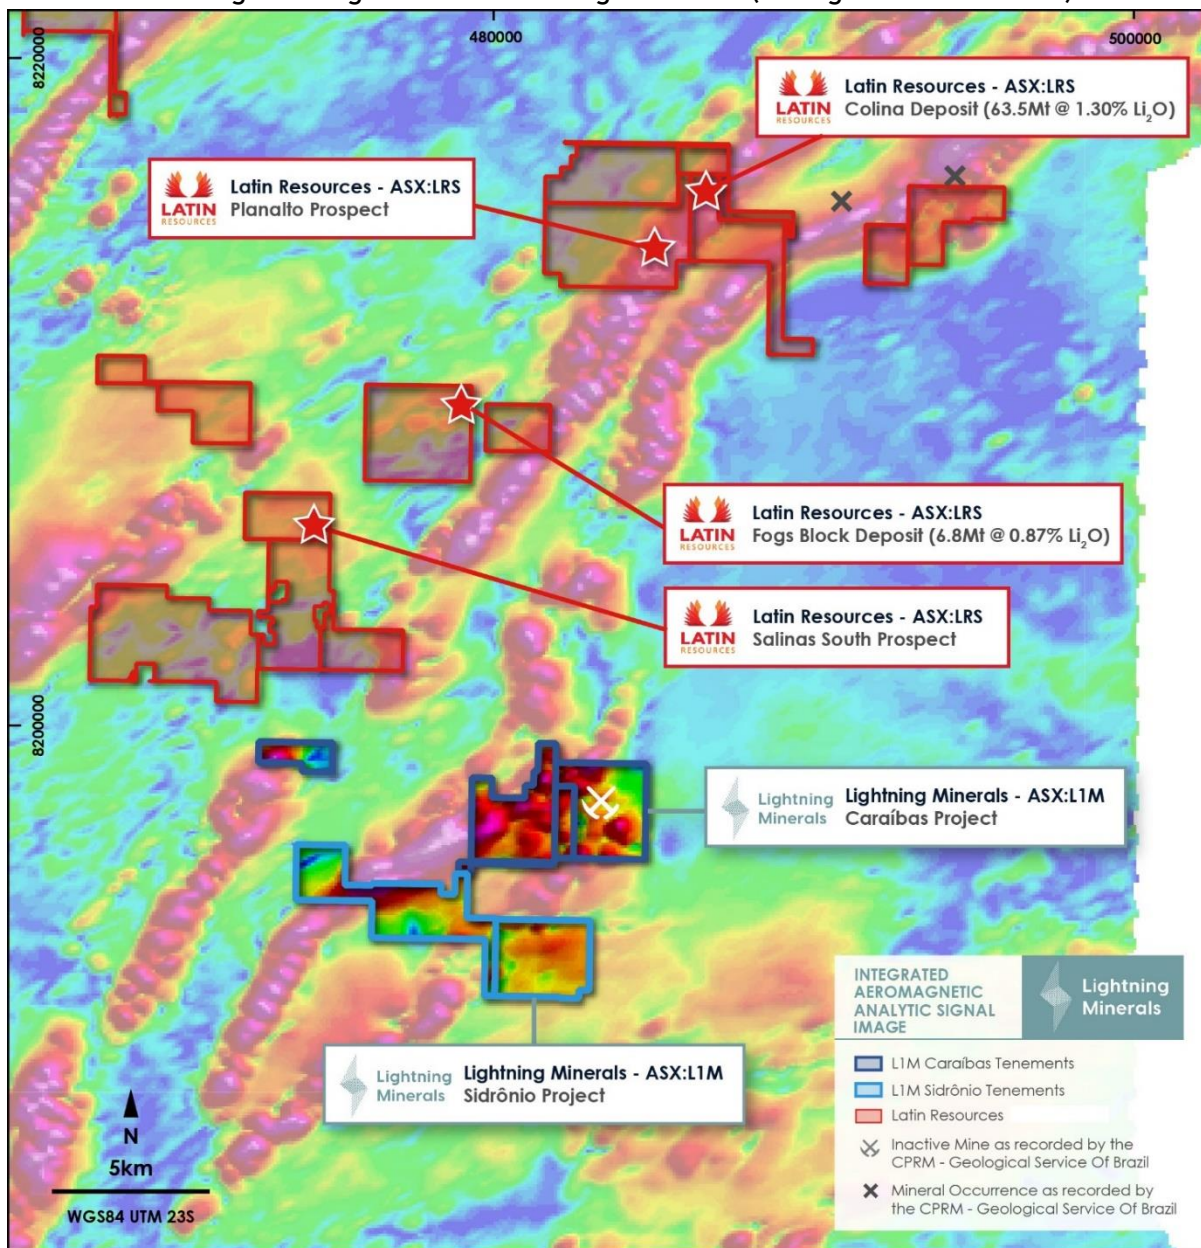 480000
500000
8220000
LATIN
RESOURCES
Latin Resources - ASX:LRS
Colina Deposit (63.5Mt @ 1.30% Li₂O)
LATIN
RESOURCES
Latin Resources - ASX:LRS
Planalto Prospect
LATIN
RESOURCES
Latin Resources - ASX:LRS
Fogs Block Deposit (6.8Mt @ 0.87% Li₂O)
LATIN
RESOURCES
Latin Resources - ASX:LRS
Salinas South Prospect
8200000
Lightning
Minerals
Lightning Minerals - ASX:L1M
Caraíbas Project
Lightning
Minerals
Lightning Minerals - ASX:L1M
Sidrônio Project
INTEGRATED
AEROMAGNETIC
ANALYTIC SIGNAL
IMAGE
Lightning
Minerals
L1M Caraíbas Tenements
L1M Sidrônio Tenements
Latin Resources
Inactive Mine as recorded by the
CPRM - Geological Service Of Brazil
Mineral Occurrence as recorded by
the CPRM - Geological Service Of Brazil
N
5km
WGS84 UTM 23S